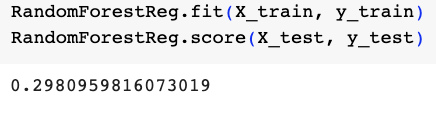 RandomForestReg.fit(X_train, y_train)
RandomForestReg.score(X_test, y_test)
0.2980959816073019